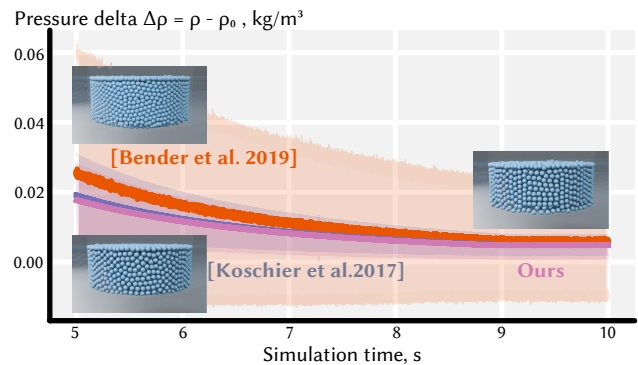 Pressure delta Δρ = ρ - ρ₀ , kg/m³
0.06
0.04
[Bender et al. 2019]
0.02
0.00
[Koschier et al.2017]
Ours
5
6
7
8
9
10
Simulation time, s